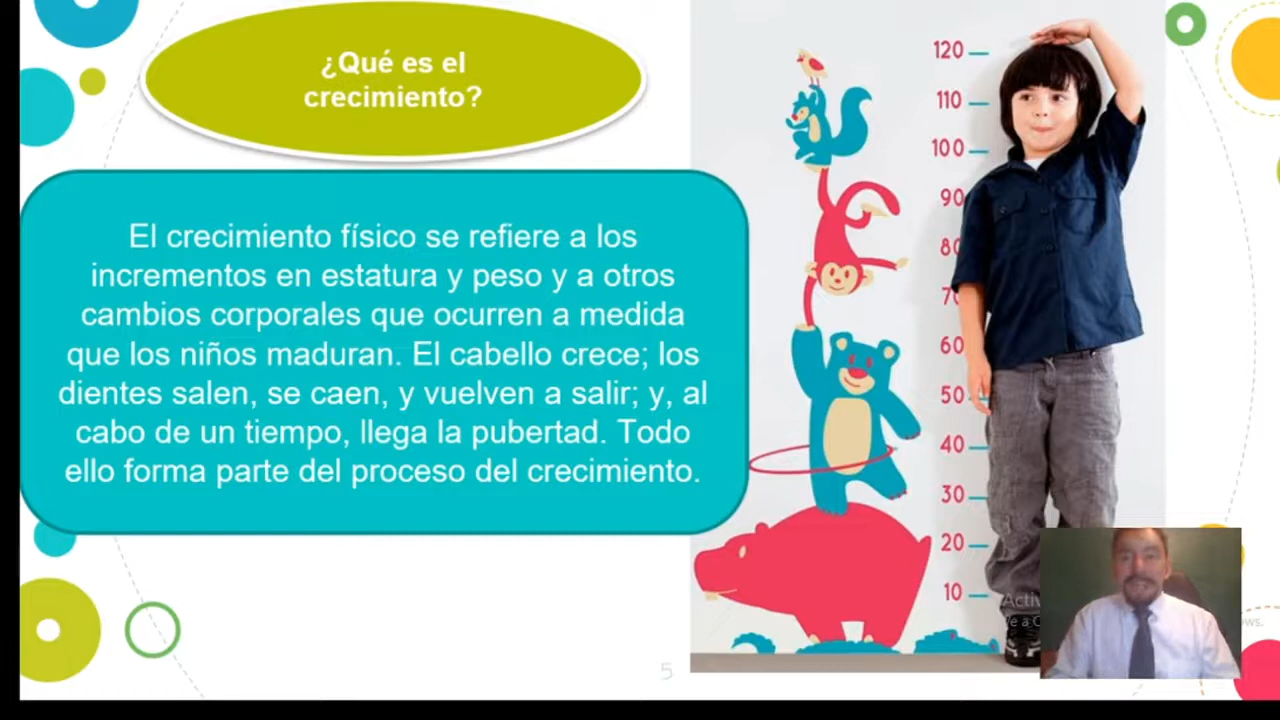 ¿Qué es el
crecimiento?
El crecimiento físico se refiere a los
incrementos en estatura y peso y a otros
cambios corporales que ocurren a medida
que los niños maduran. El cabello crece; los
dientes salen, se caen, y vuelven a salir; y, al
cabo de un tiempo, llega la pubertad. Todo
ello forma parte del proceso del crecimiento.
120
110
100
90
80
60
50
40
30
20
10
5